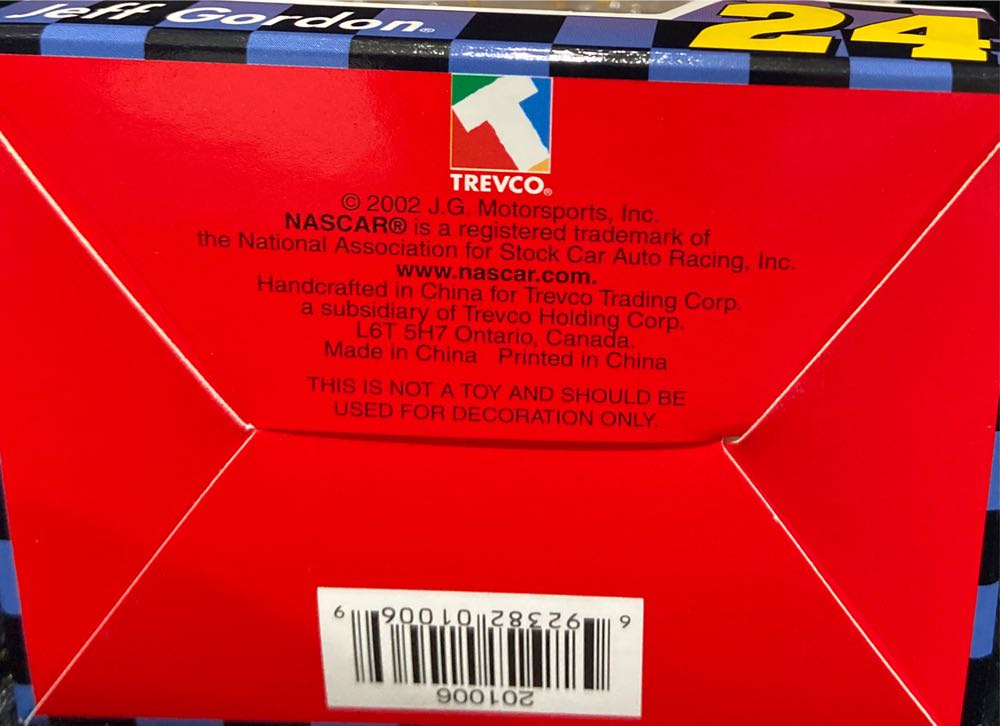 Jeff Gordon®
24
TREVCO®
© 2002 J.G. Motorsports, Inc.
NASCAR® is a registered trademark of
the National Association for Stock Car Auto Racing, Inc.
www.nascar.com.
Handcrafted in China for Trevco Trading Corp.
a subsidiary of Trevco Holding Corp.
L6T 5H7 Ontario, Canada.
Made in China Printed in China
THIS IS NOT A TOY AND SHOULD BE
USED FOR DECORATION ONLY.
201006
6 92382 01006 9